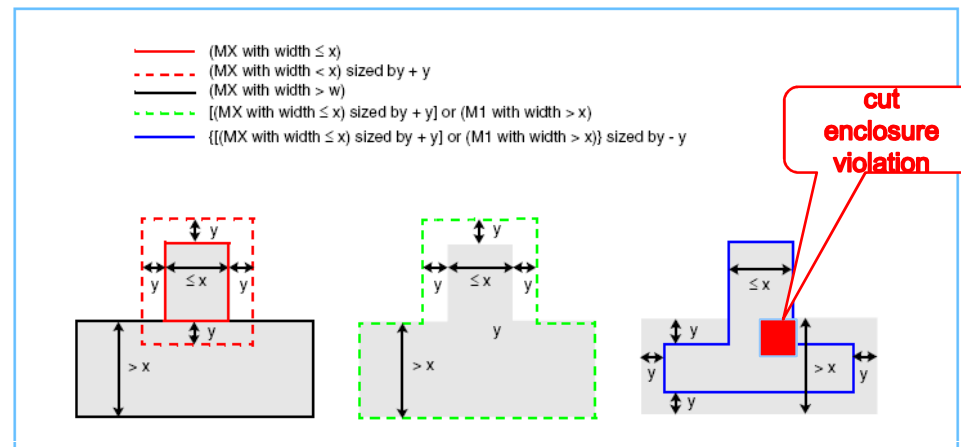 (MX with width ≤ x)
(MX with width < x) sized by + y
(MX with width > w)
[(MX with width ≤ x) sized by + y] or (M1 with width > x)
{[(MX with width ≤ x) sized by + y] or (M1 with width > x)} sized by - y
cut
enclosure
violation
y
y
≤ x
y
y
> x
y
y
≤ x
y
y
> x
≤ x
y
y
> x
y
y